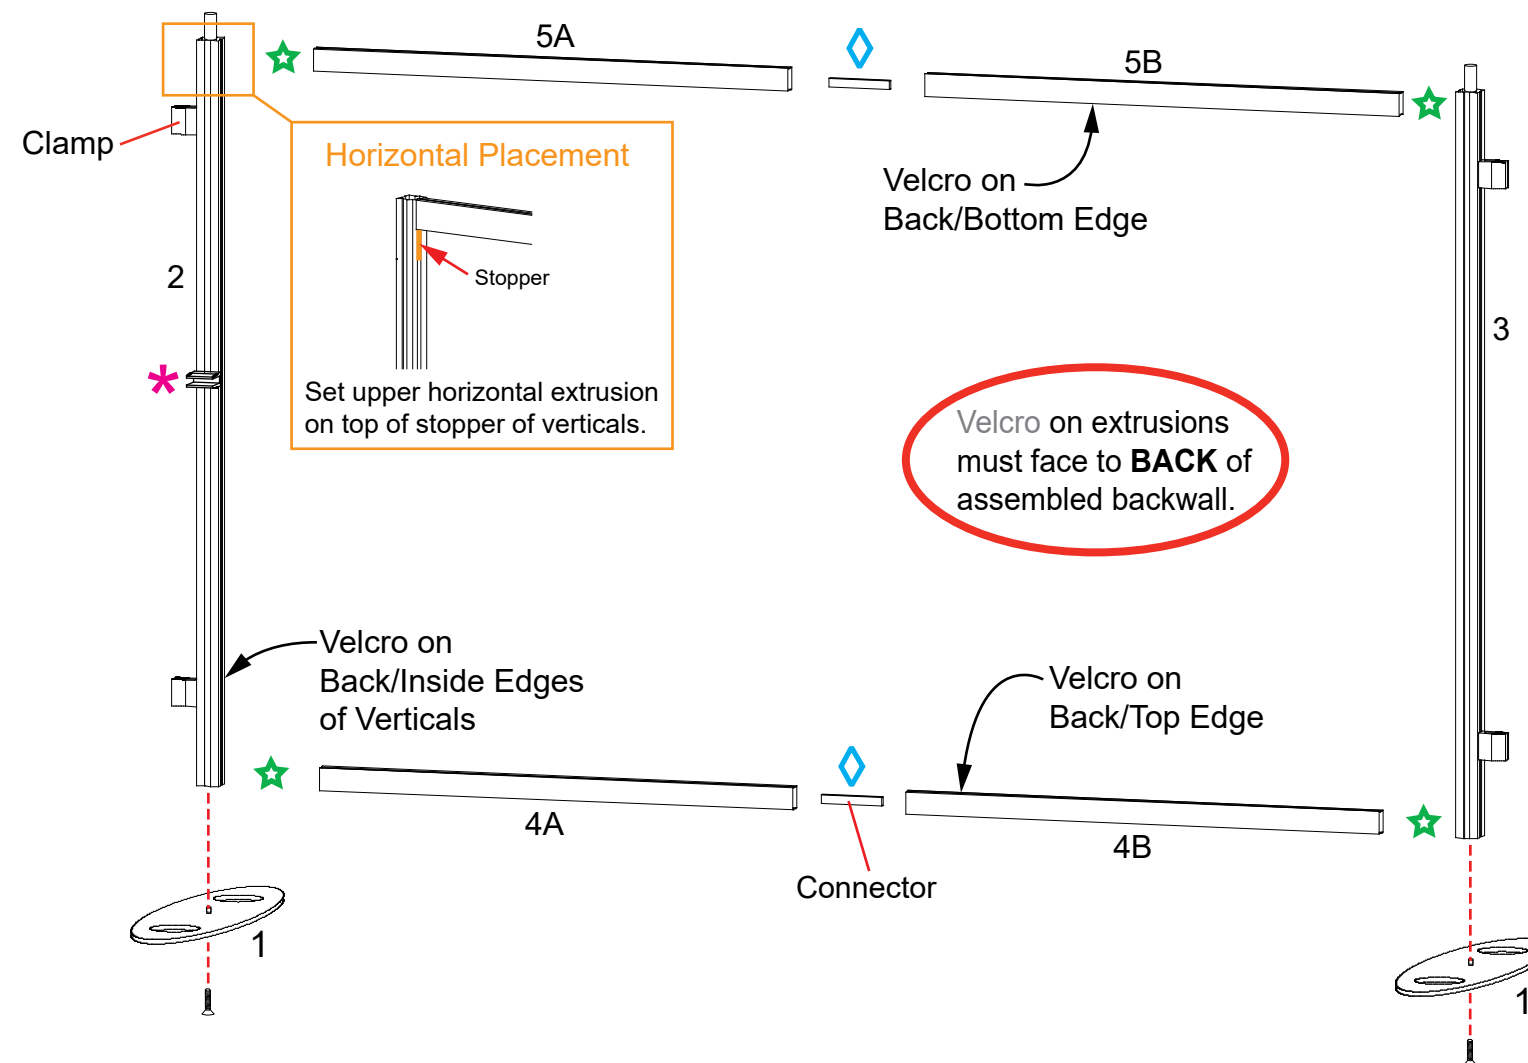 5A
5B
Clamp
Horizontal Placement
Velcro on
Back/Bottom Edge
Stopper
2
3
*
Set upper horizontal extrusion
on top of stopper of verticals.
Velcro on extrusions
must face to BACK of
assembled backwall.
Velcro on
Back/Inside Edges
of Verticals
Velcro on
Back/Top Edge
4A
4B
Connector
1
1